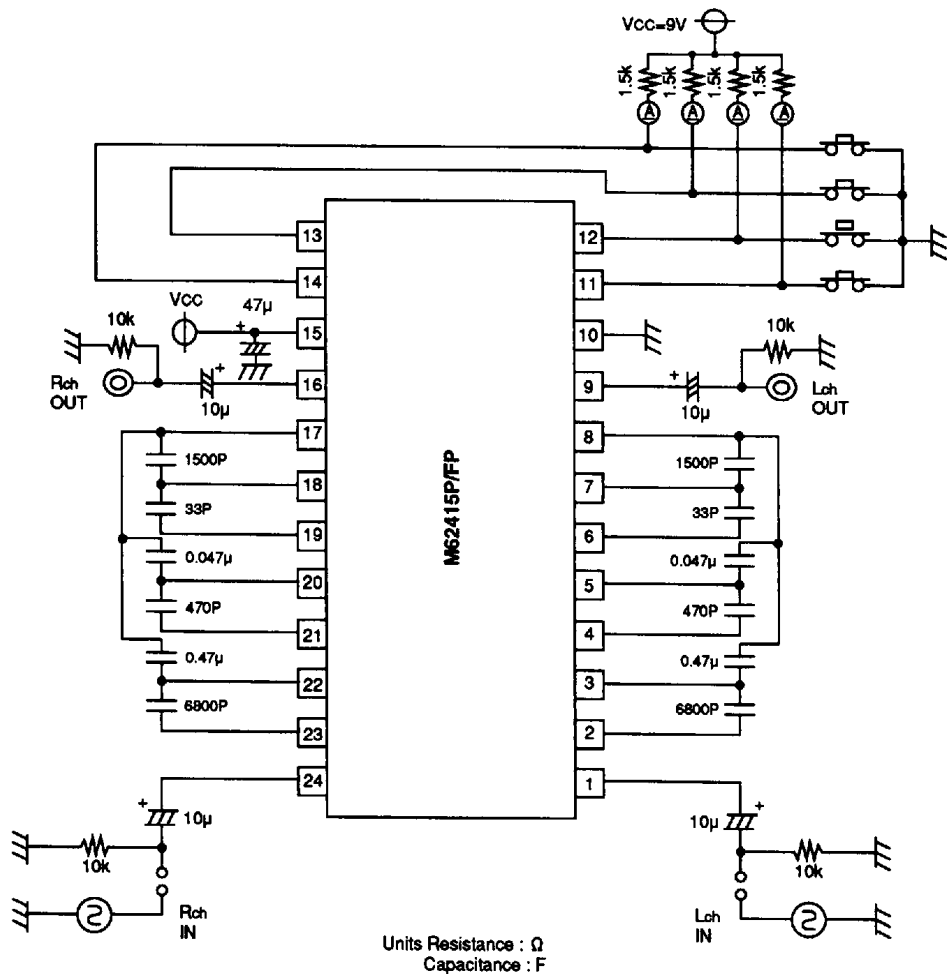 VCC=9V
1.5k 1.5k 1.5k 1.5k
A A A A
13 12
14 11
VCC 47µ + 15 10
10k 10k
Rch OUT + 10µ 16 9 + 10µ Lch OUT
17 8
1500P 1500P
18 7
33P 33P
19 6
0.047µ 0.047µ
20 5
470P 470P
21 4
0.47µ 0.47µ
22 3
6800P 6800P
23 2
24 1
M62415P/FP
+ 10µ 10µ +
10k 10k
Rch IN Lch IN
Units Resistance : Ω
Capacitance : F